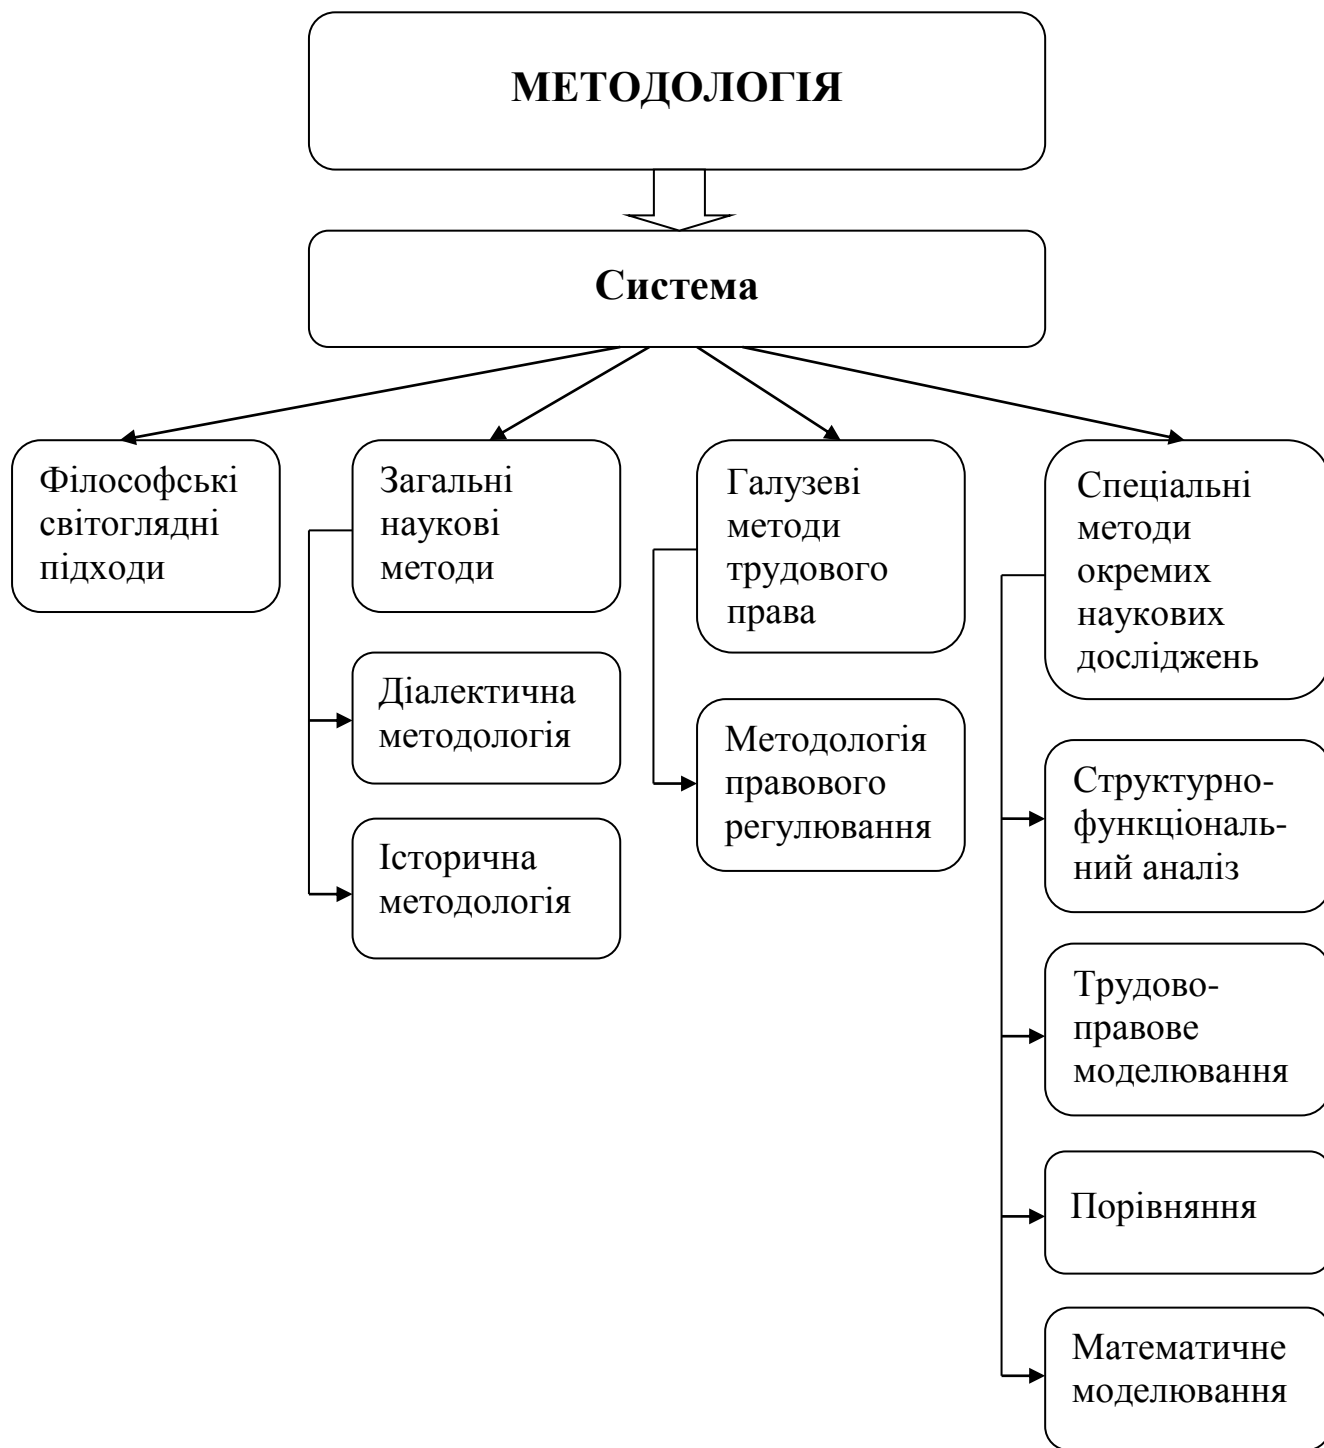 МЕТОДОЛОГІЯ
Система
Філософські
світоглядні
підходи
Загальні
наукові
методи
Діалектична
методологія
Історична
методологія
Галузеві
методи
трудового
права
Методологія
правового
регулювання
Спеціальні
методи
окремих
наукових
досліджень
Структурно-
функціональ-
ний аналіз
Трудово-
правове
моделювання
Порівняння
Математичне
моделювання